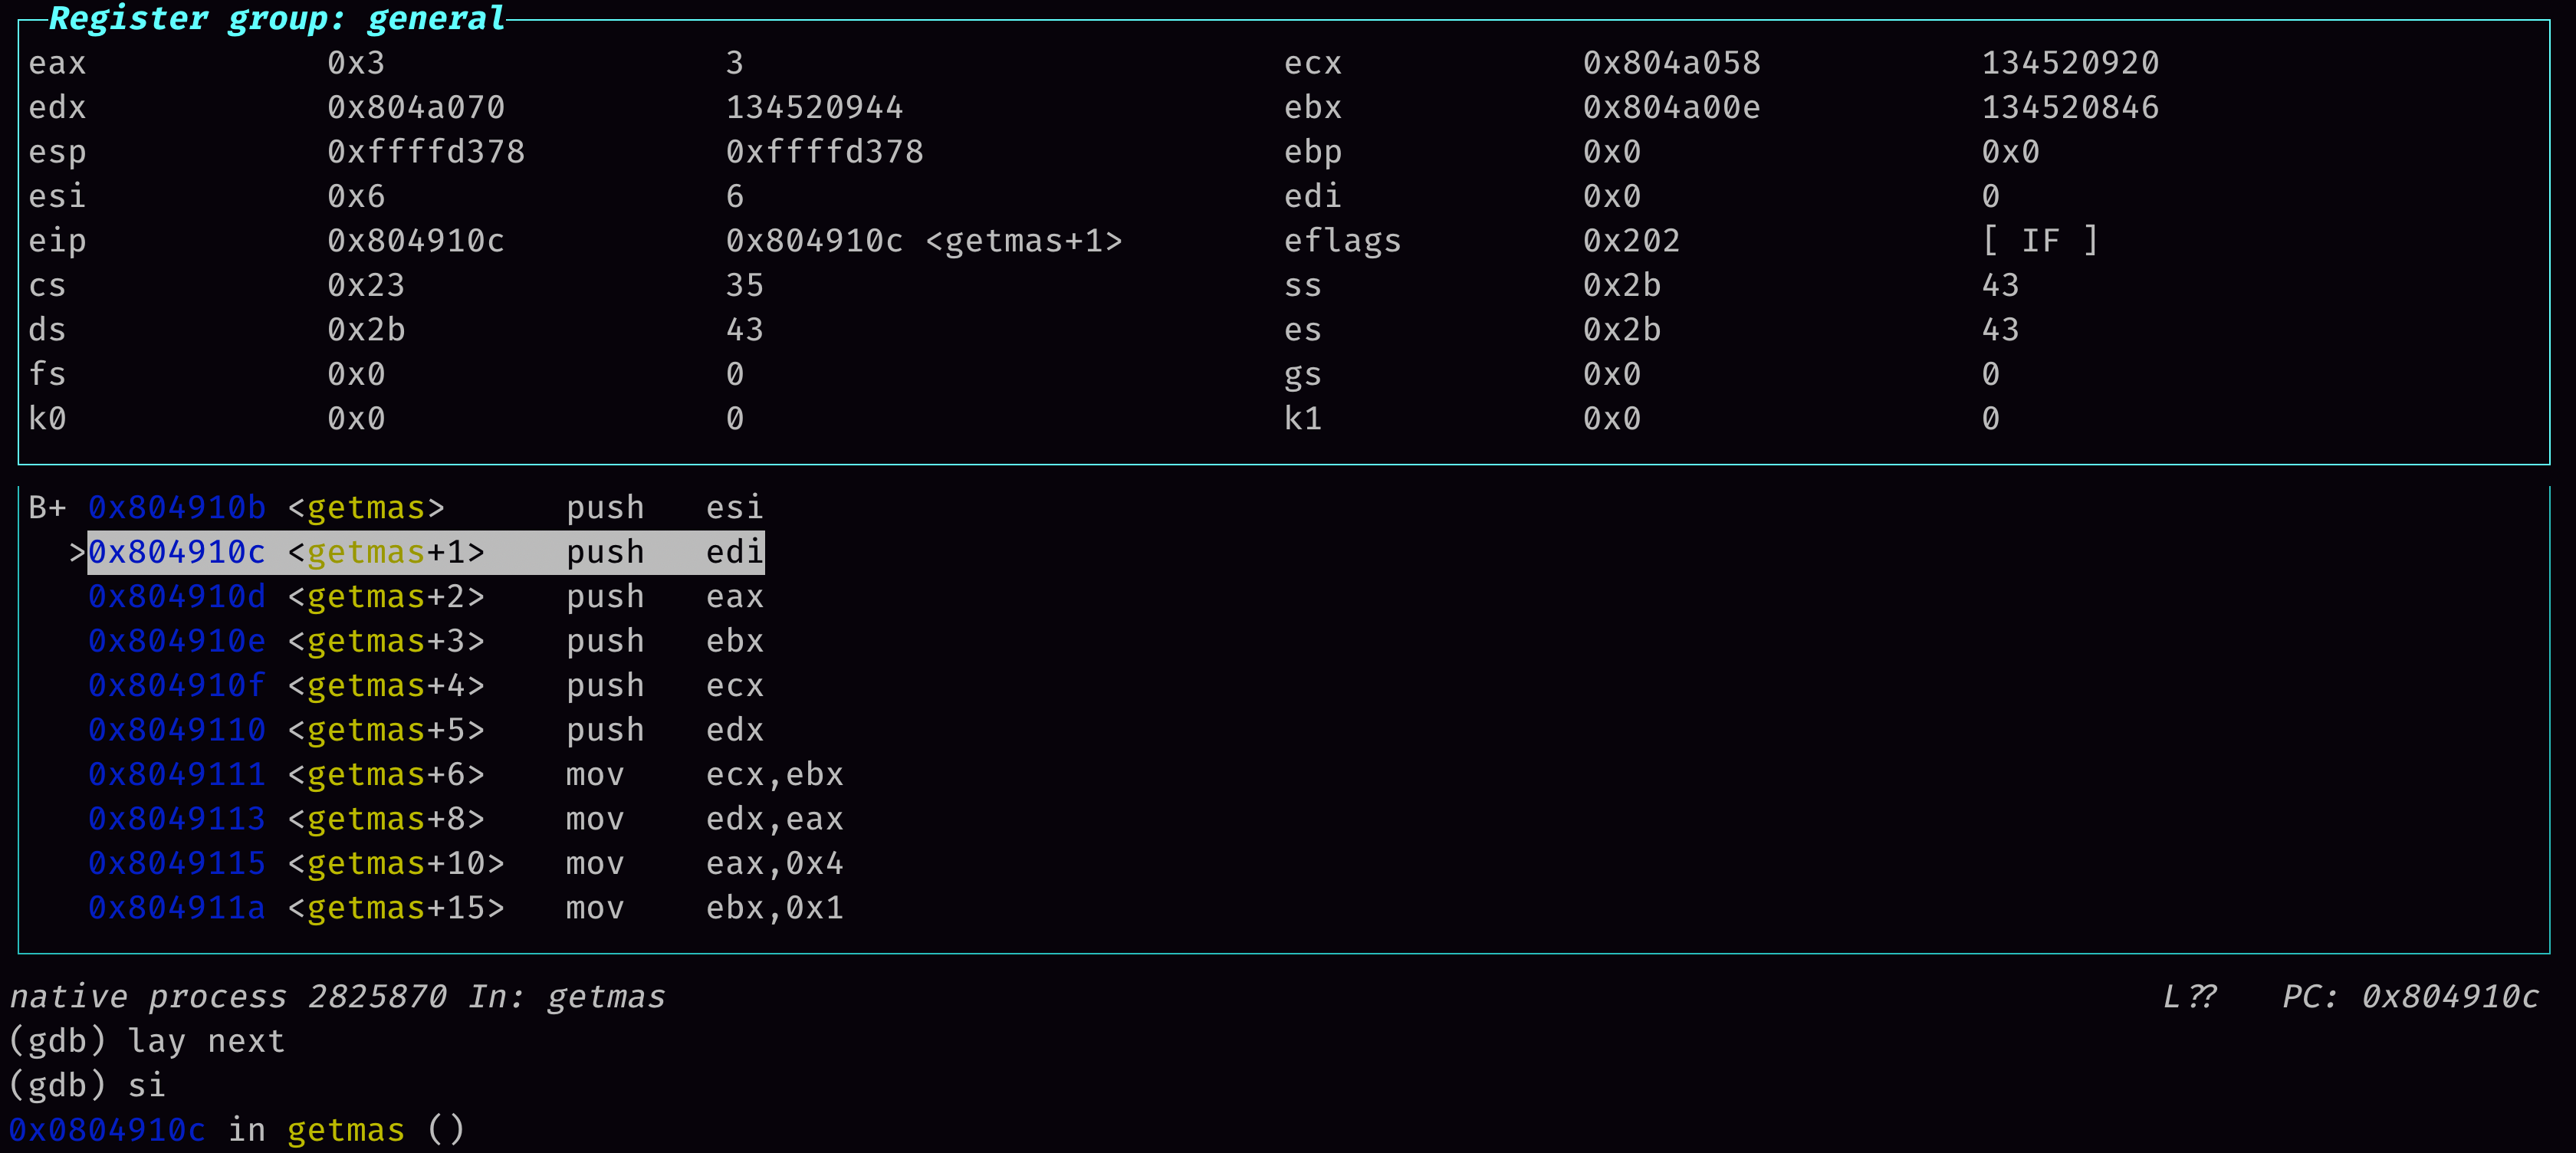 Register group: general
eax 0x3 3 ecx 0x804a058 134520920
edx 0x804a070 134520944 ebx 0x804a00e 134520846
esp 0xffffd378 0xffffd378 ebp 0x0 0x0
esi 0x6 6 edi 0x0 0
eip 0x804910c 0x804910c <getmas+1> eflags 0x202 [ IF ]
cs 0x23 35 ss 0x2b 43
ds 0x2b 43 es 0x2b 43
fs 0x0 0 gs 0x0 0
k0 0x0 0 k1 0x0 0
B+ 0x804910b <getmas> push esi
>0x804910c <getmas+1> push edi
0x804910d <getmas+2> push eax
0x804910e <getmas+3> push ebx
0x804910f <getmas+4> push ecx
0x8049110 <getmas+5> push edx
0x8049111 <getmas+6> mov ecx,ebx
0x8049113 <getmas+8> mov edx,eax
0x8049115 <getmas+10> mov eax,0x4
0x804911a <getmas+15> mov ebx,0x1
native process 2825870 In: getmas L?? PC: 0x804910c
(gdb) lay next
(gdb) si
0x0804910c in getmas ()